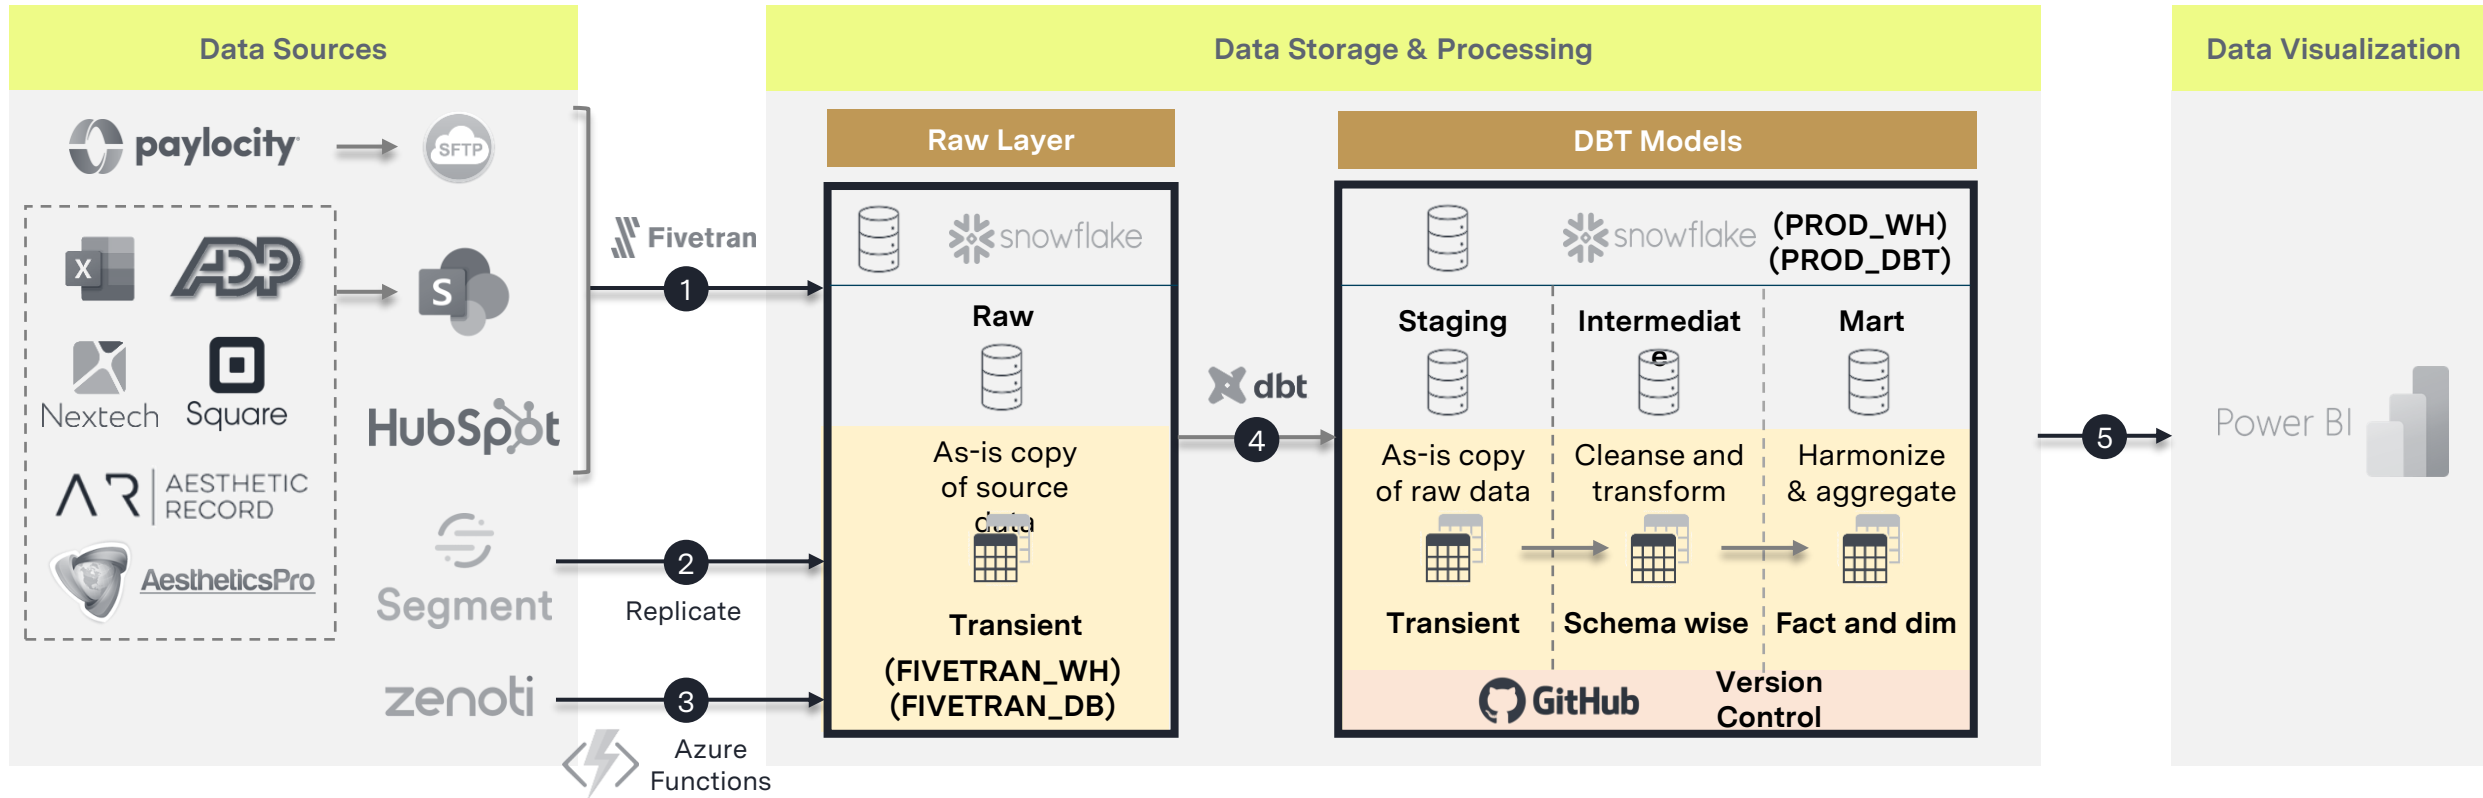 Data Sources
Data Storage & Processing
Data Visualization
paylocity
SFTP
X
ADP
S
Nextech
Square
HubSpot
AR
AESTHETIC
RECORD
AestheticsPro
Segment
zenoti
Fivetran
1
2
Replicate
3
Azure
Functions
Raw Layer
snowflake
Raw
As-is copy
of source
data
Transient
(FIVETRAN_WH)
(FIVETRAN_DB)
dbt
4
DBT Models
snowflake
(PROD_WH)
(PROD_DBT)
Staging
Intermediat
e
Mart
As-is copy
of raw data
Cleanse and
transform
Harmonize
& aggregate
Transient
Schema wise
Fact and dim
GitHub
Version
Control
5
Power BI